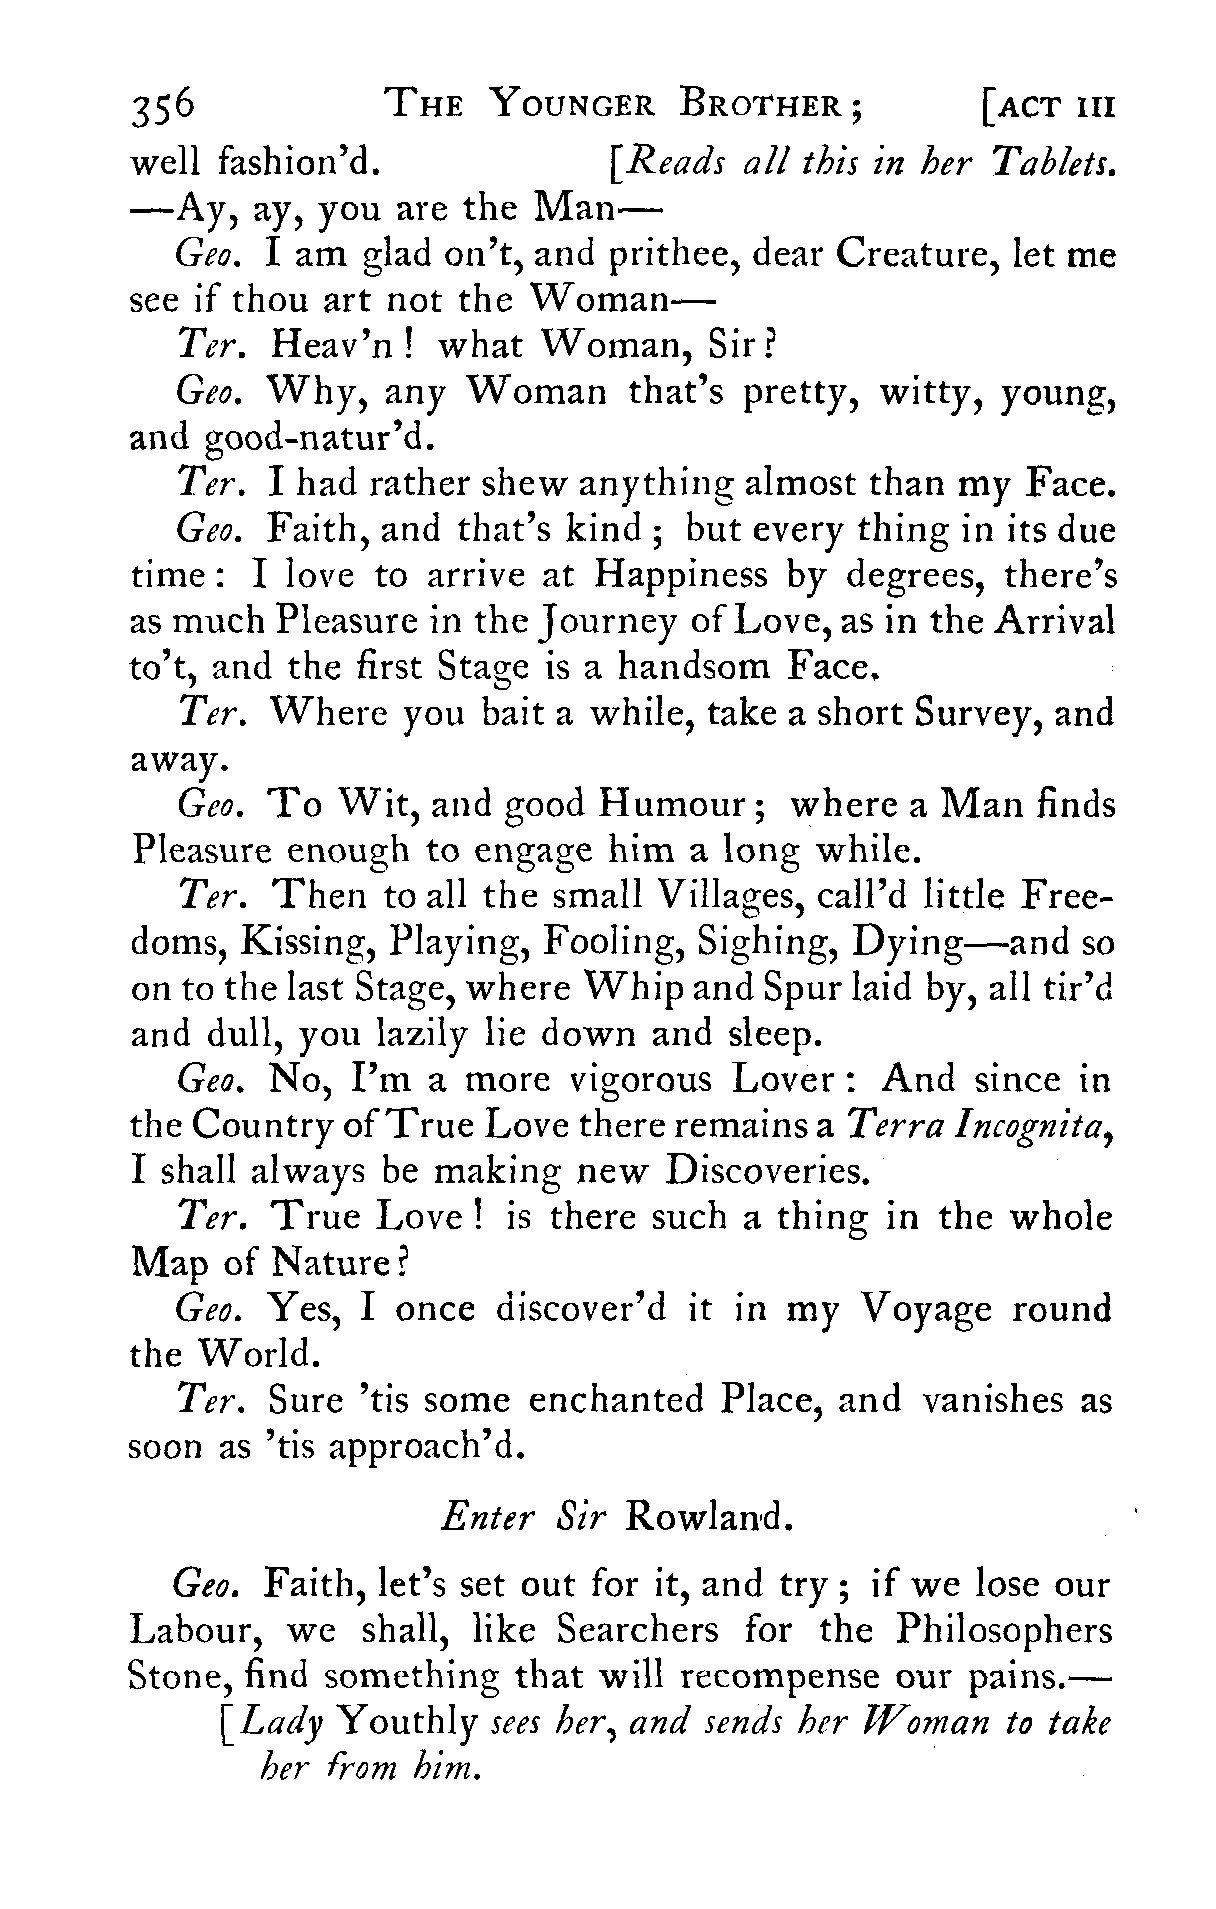 356 The Younger Brother; [ACT III
well fashion'd. [Reads all this in her Tablets.
—Ay, ay, you are the Man—
Geo. I am glad on't, and prithee, dear Creature, let me
see if thou art not the Woman—
Ter. Heav'n! what Woman, Sir?
Geo. Why, any Woman that's pretty, witty, young,
and good-natur'd.
Ter. I had rather shew anything almost than my Face.
Geo. Faith, and that's kind; but every thing in its due
time: I love to arrive at Happiness by degrees, there's
as much Pleasure in the Journey of Love, as in the Arrival
to't, and the first Stage is a handsom Face.
Ter. Where you bait a while, take a short Survey, and
away.
Geo. To Wit, and good Humour; where a Man finds
Pleasure enough to engage him a long while.
Ter. Then to all the small Villages, call'd little Free-
doms, Kissing, Playing, Fooling, Sighing, Dying—and so
on to the last Stage, where Whip and Spur laid by, all tir'd
and dull, you lazily lie down and sleep.
Geo. No, I'm a more vigorous Lover: And since in
the Country of True Love there remains a Terra Incognita,
I shall always be making new Discoveries.
Ter. True Love! is there such a thing in the whole
Map of Nature?
Geo. Yes, I once discover'd it in my Voyage round
the World.
Ter. Sure 'tis some enchanted Place, and vanishes as
soon as 'tis approach'd.
Enter Sir Rowland.
Geo. Faith, let's set out for it, and try; if we lose our
Labour, we shall, like Searchers for the Philosophers
Stone, find something that will recompense our pains.—
[Lady Youthly sees her, and sends her Woman to take
her from him.